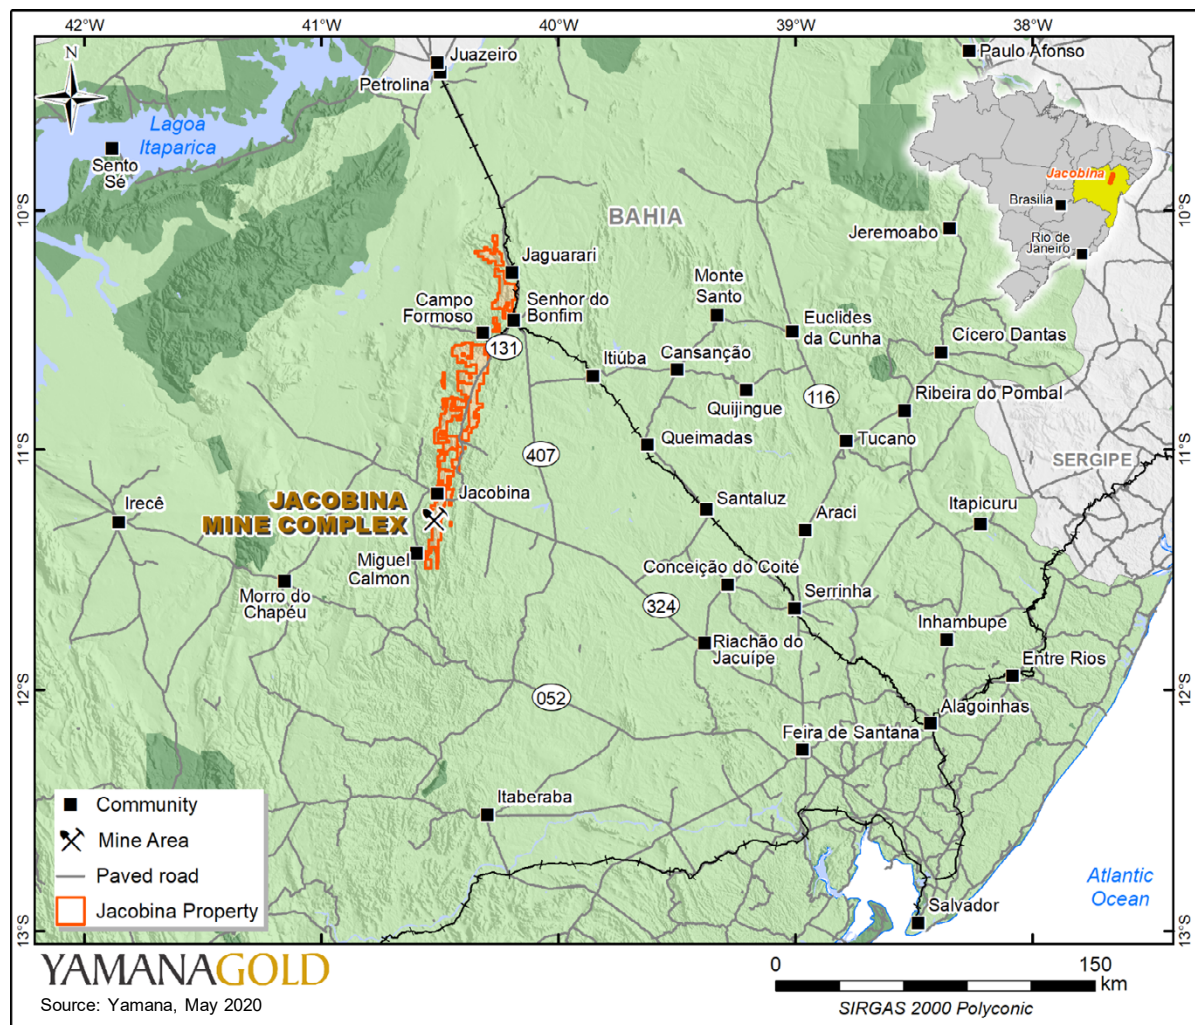 42°W
41°W
40°W
39°W
38°W
N
Juazeiro
Petrolina
Paulo Afonso
Lagoa
Itaparica
Sento
Sé
Jacobina
Brasilia
Rio de
Janeiro
10°S
10°S
BAHIA
Jeremoabo
Jaguarari
Monte
Santo
Campo
Formoso
Senhor do
Bonfim
Euclides
da Cunha
Cícero Dantas
131
Itiúba
Cansanção
Quijingue
116
Ribeira do Pombal
Queimadas
Tucano
11°S
11°S
407
SERGIPE
Irecê
JACOBINA
MINE COMPLEX
Jacobina
Santaluz
Araci
Itapicuru
Miguel
Calmon
Morro do
Chapéu
Conceição do Coité
Serrinha
324
Inhambupe
Riachão do
Jacuípe
Entre Rios
12°S
12°S
052
Alagoinhas
Feira de Santana
Itaberaba
Community
Mine Area
Paved road
Jacobina Property
Atlantic
Ocean
Salvador
13°S
13°S
YAMANAGOLD
Source: Yamana, May 2020
0
150
km
SIRGAS 2000 Polyconic